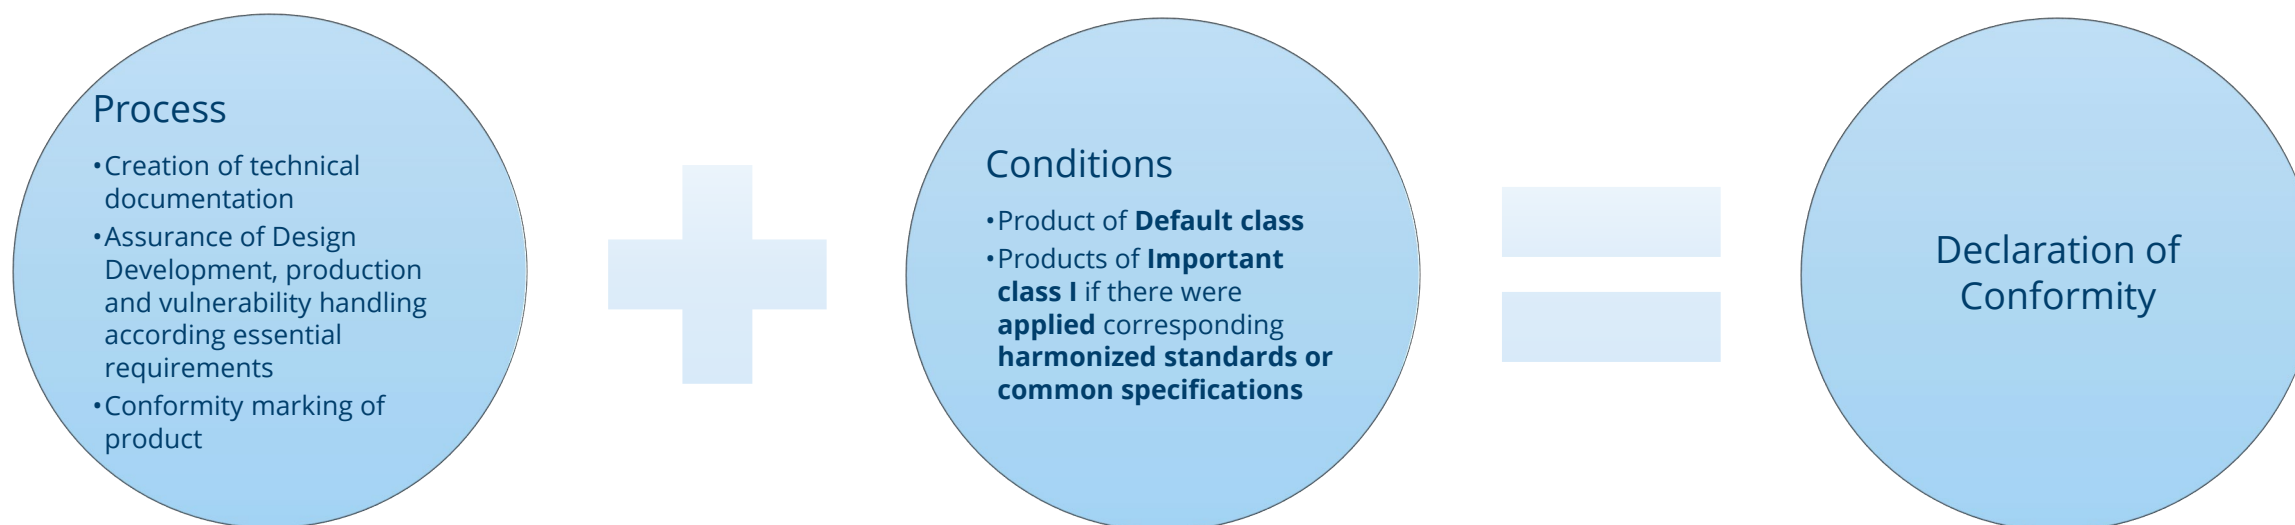 Process
•Creation of technical
documentation
•Assurance of Design
Development, production
and vulnerability handling
according essential
requirements
•Conformity marking of
product
Conditions
•Product of Default class
•Products of Important
class I if there were
applied corresponding
harmonized standards or
common specifications
Declaration of
Conformity